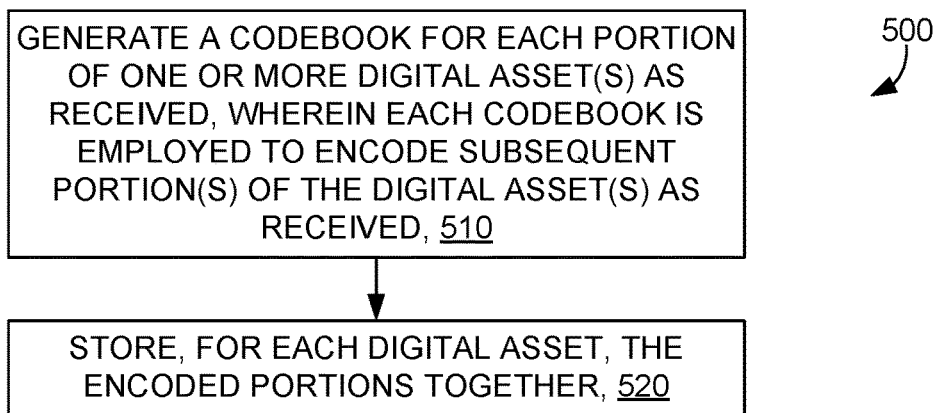 GENERATE A CODEBOOK FOR EACH PORTION
OF ONE OR MORE DIGITAL ASSET(S) AS
RECEIVED, WHEREIN EACH CODEBOOK IS
EMPLOYED TO ENCODE SUBSEQUENT
PORTION(S) OF THE DIGITAL ASSET(S) AS
RECEIVED, 510
500
STORE, FOR EACH DIGITAL ASSET, THE
ENCODED PORTIONS TOGETHER, 520